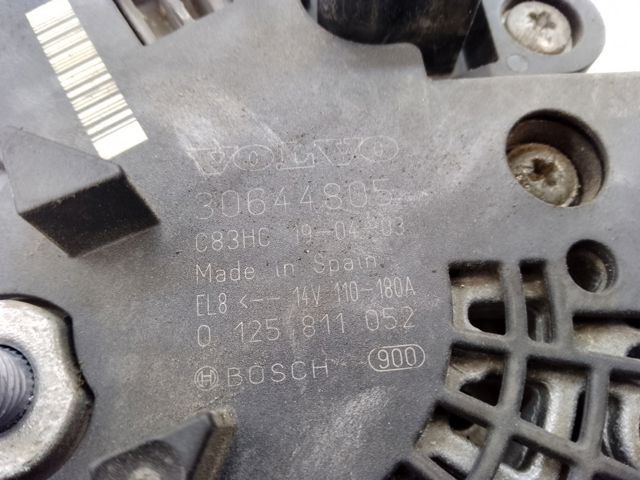 VOLVO
30644805
C83HC 19-04-03
Made in Spain
EL8 <-- 14V 110-180A
0 125 811 052
BOSCH 900